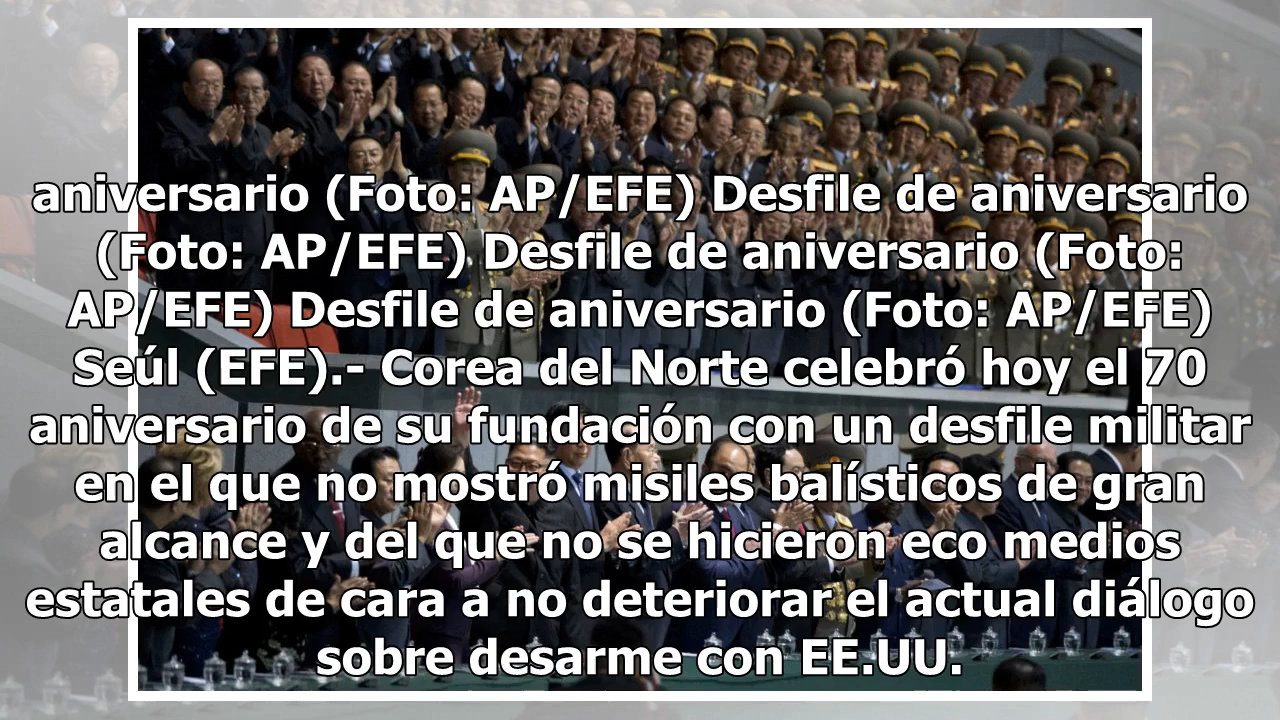 aniversario (Foto: AP/EFE) Desfile de aniversario
(Foto: AP/EFE) Desfile de aniversario (Foto:
AP/EFE) Desfile de aniversario (Foto: AP/EFE)
Seúl (EFE).- Corea del Norte celebró hoy el 70
aniversario de su fundación con un desfile militar
en el que no mostró misiles balísticos de gran
alcance y del que no se hicieron eco medios
estatales de cara a no deteriorar el actual diálogo
sobre desarme con EE.UU.